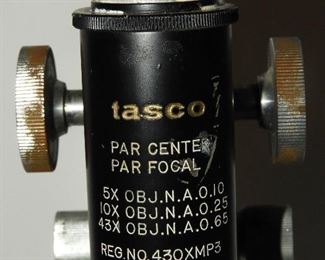 tasco
PAR CENTER
PAR FOCAL
5X OBJ.N.A.0.10
10X OBJ.N.A.0.25
43X OBJ.N.A.0.65
REG.NO.430XMP3